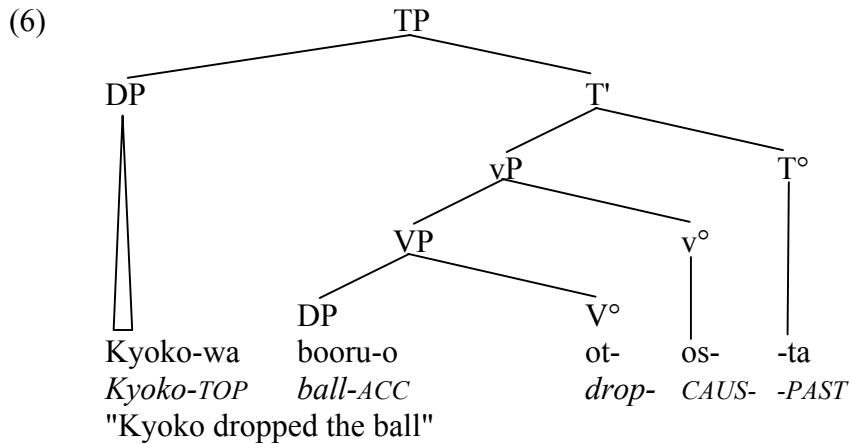 (6) TP
DP T'
vP T°
VP v°
DP V°
Kyoko-wa booru-o ot- os- -ta
Kyoko-TOP ball-ACC drop- CAUS- -PAST
"Kyoko dropped the ball"